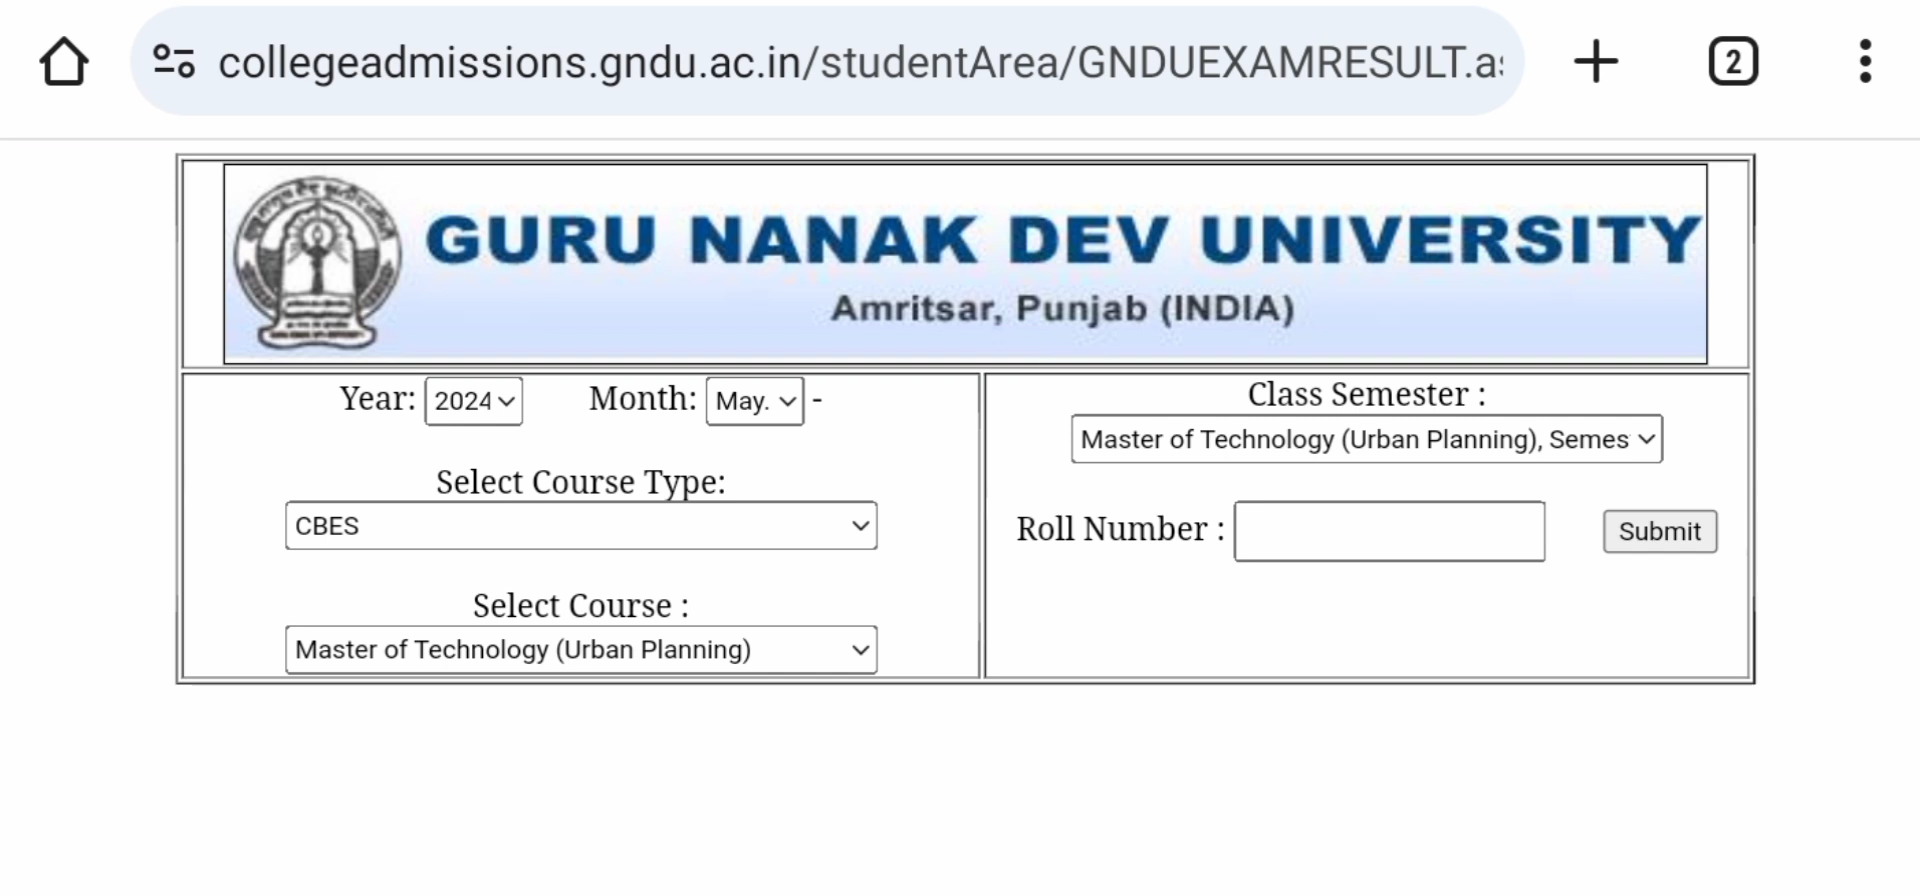 collegeadmissions.gndu.ac.in/studentArea/GNDUEXAMRESULT.as
2
GURU NANAK DEV UNIVERSITY
Amritsar, Punjab (INDIA)
Year: 2024 Month: May. -
Select Course Type:
CBES
Select Course :
Master of Technology (Urban Planning)
Class Semester :
Master of Technology (Urban Planning), Semes
Roll Number : Submit